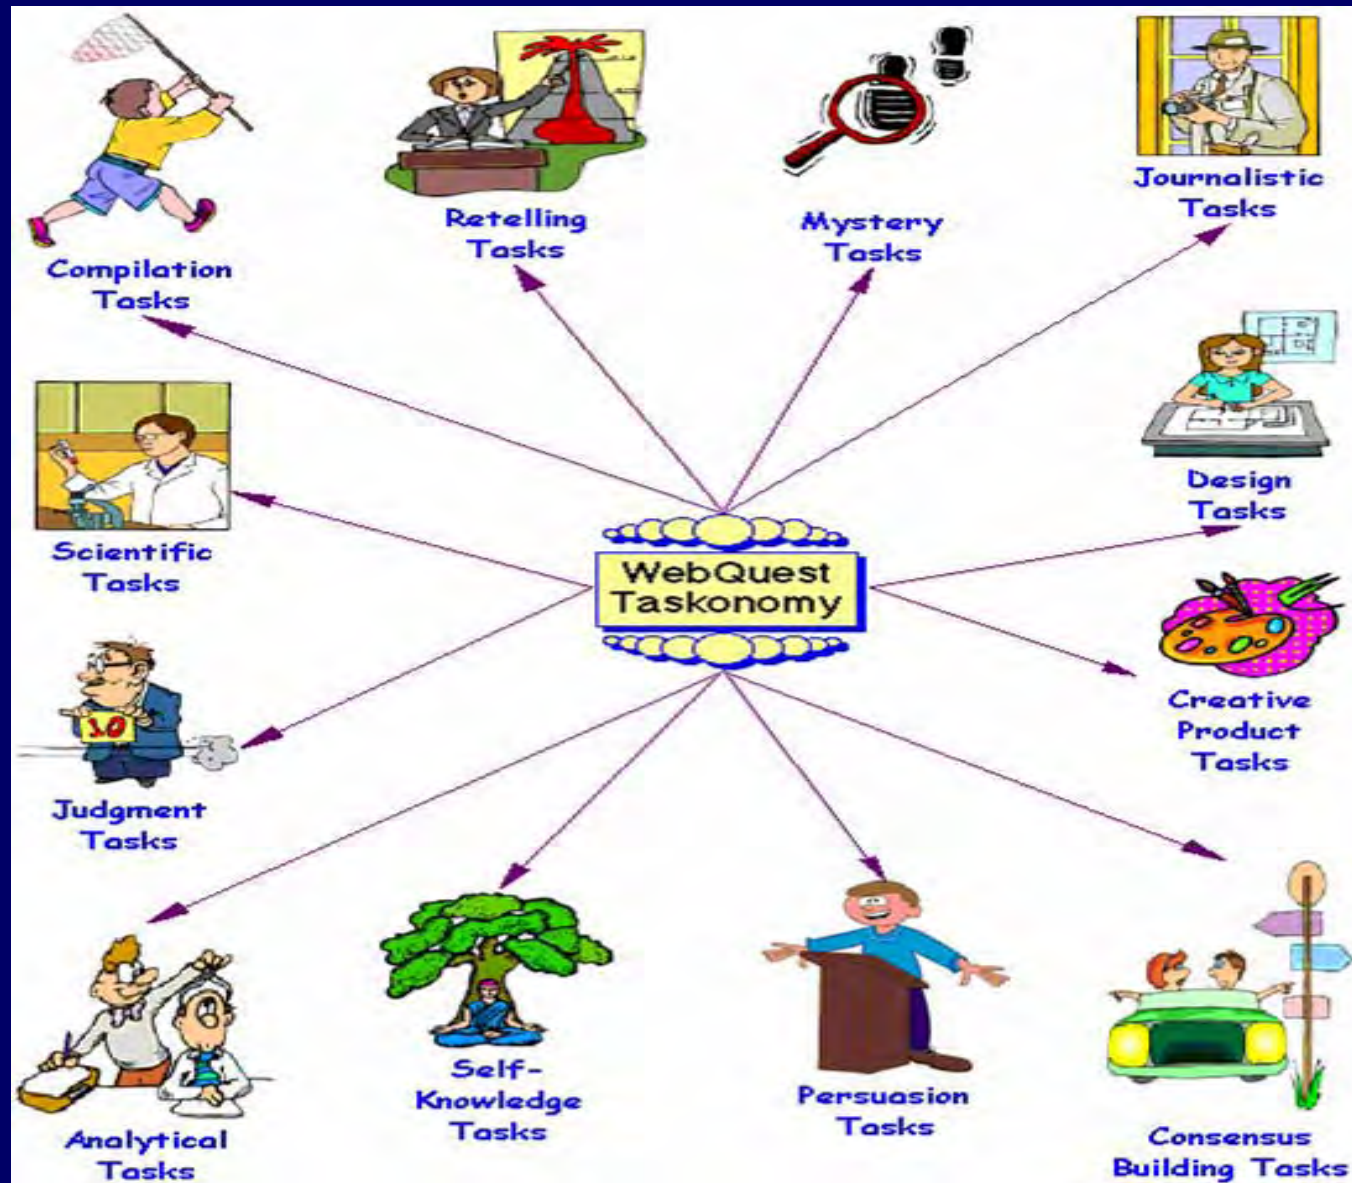 Compilation
Tasks
Retelling
Tasks
Mystery
Tasks
Journalistic
Tasks
Scientific
Tasks
WebQuest
Taskonomy
Design
Tasks
Judgment
Tasks
10
Creative
Product
Tasks
Analytical
Tasks
Self-
Knowledge
Tasks
Persuasion
Tasks
Consensus
Building Tasks